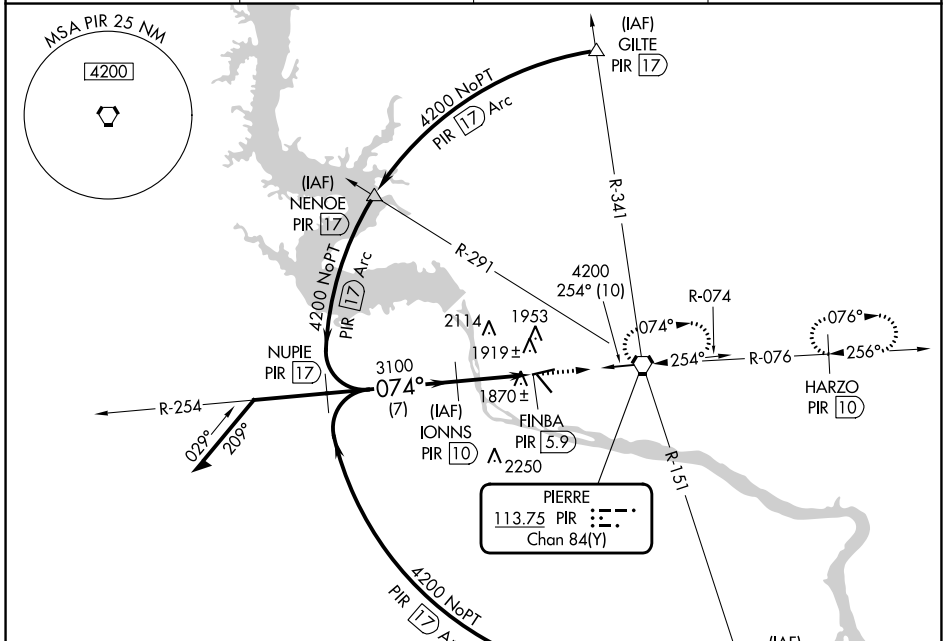 MSA PIR 25 NM
4200
(IAF)
GILTE
PIR 17
4200 NoPT
PIR 17 Arc
(IAF)
NENOE
PIR 17
R-341
R-291
4200 NoPT
PIR 17 Arc
4200
254° (10)
R-074
074°
254°
R-076
076°
256°
HARZO
PIR 10
2114
1953
1919±
1870±
NUPIE
PIR 17
3100
074°
(7)
(IAF)
IONNS
PIR 10
FINBA
PIR 5.9
R-254
029°
209°
2250
R-151
PIERRE
113.75 PIR
Chan 84(Y)
4200 NoPT
PIR 17 Arc
(IAF)